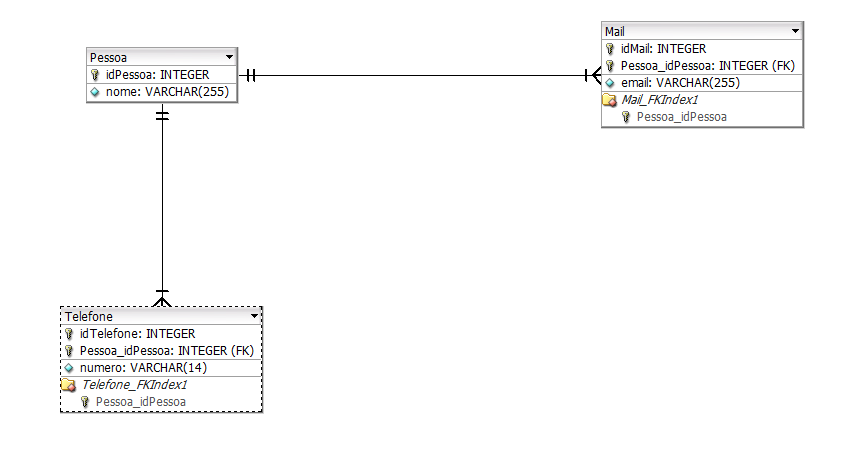 Pessoa
idPessoa: INTEGER
nome: VARCHAR(255)
Mail
idMail: INTEGER
Pessoa_idPessoa: INTEGER (FK)
email: VARCHAR(255)
Mail_FKIndex1
Pessoa_idPessoa
Telefone
idTelefone: INTEGER
Pessoa_idPessoa: INTEGER (FK)
numero: VARCHAR(14)
Telefone_FKIndex1
Pessoa_idPessoa